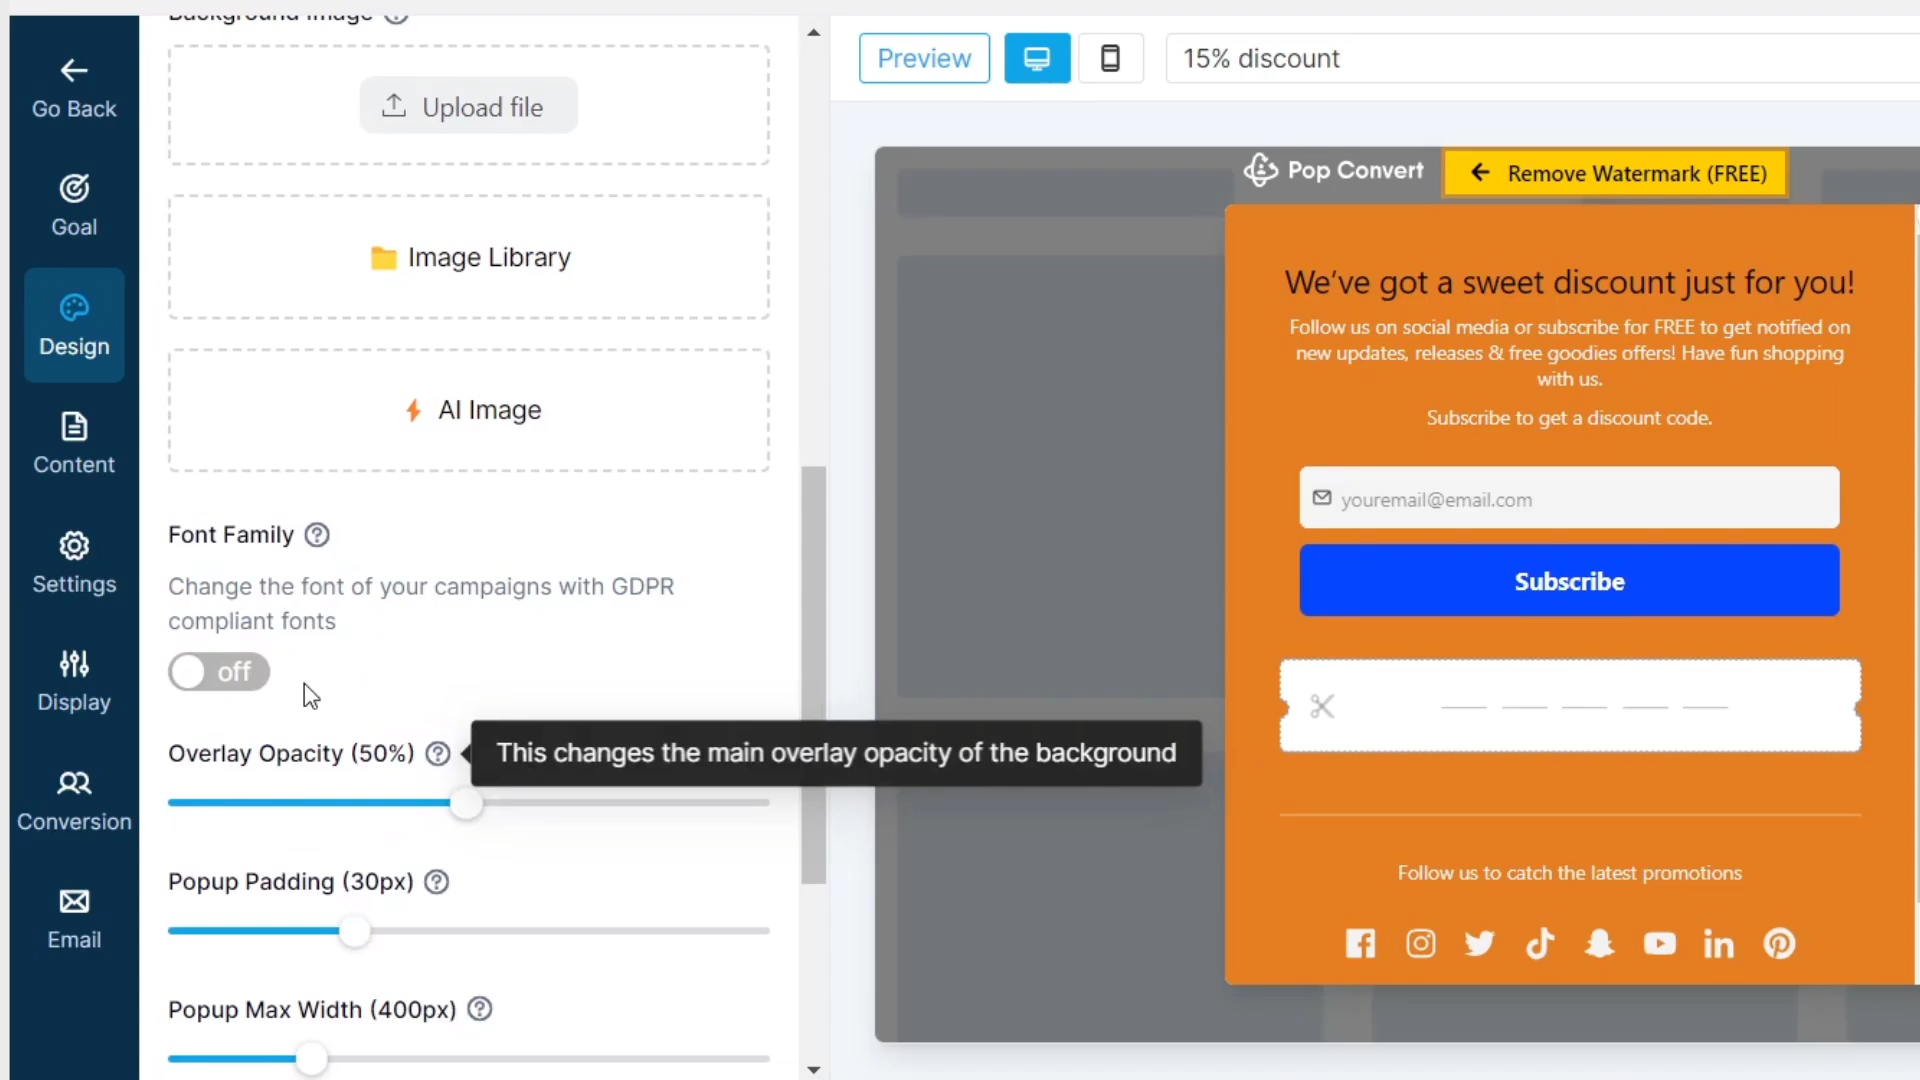 Background Image
Go Back
Goal
Design
Content
Settings
Display
Conversion
Email
Upload file
Image Library
AI Image
Font Family
Change the font of your campaigns with GDPR
compliant fonts
off
Overlay Opacity (50%)
This changes the main overlay opacity of the background
Popup Padding (30px)
Popup Max Width (400px)
Preview
15% discount
Pop Convert
Remove Watermark (FREE)
We've got a sweet discount just for you!
Follow us on social media or subscribe for FREE to get notified on
new updates, releases & free goodies offers! Have fun shopping
with us.
Subscribe to get a discount code.
youremail@email.com
Subscribe
Follow us to catch the latest promotions